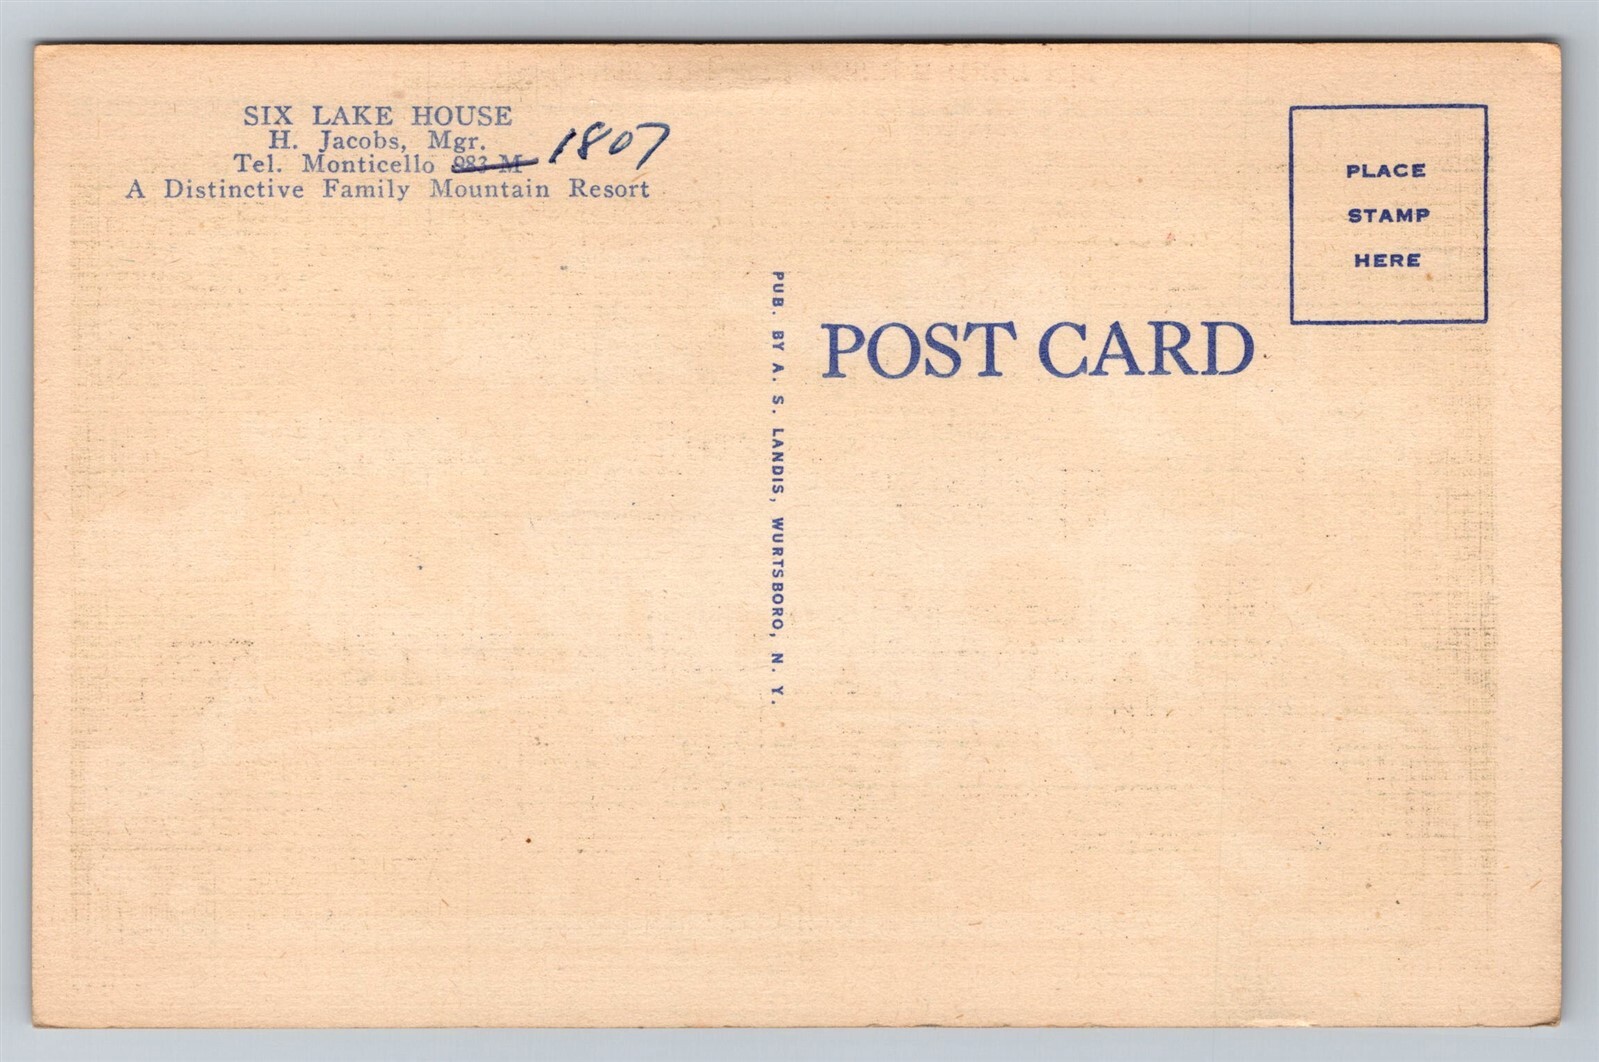 SIX LAKE HOUSE
H. Jacobs, Mgr.
Tel. Monticello 983-M 1807
A Distinctive Family Mountain Resort
PUB. BY A. S. LANDIS, WURTSBORO, N. Y.
POST CARD
PLACE
STAMP
HERE